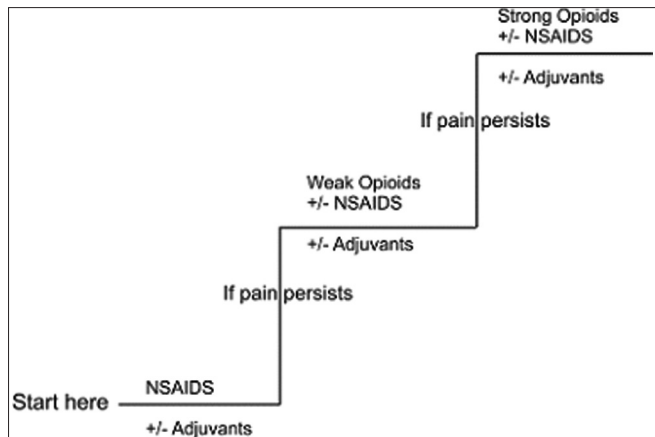 Strong Opioids
+/- NSAIDS
+/- Adjuvants
If pain persists
Weak Opioids
+/- NSAIDS
+/- Adjuvants
If pain persists
NSAIDS
Start here
+/- Adjuvants